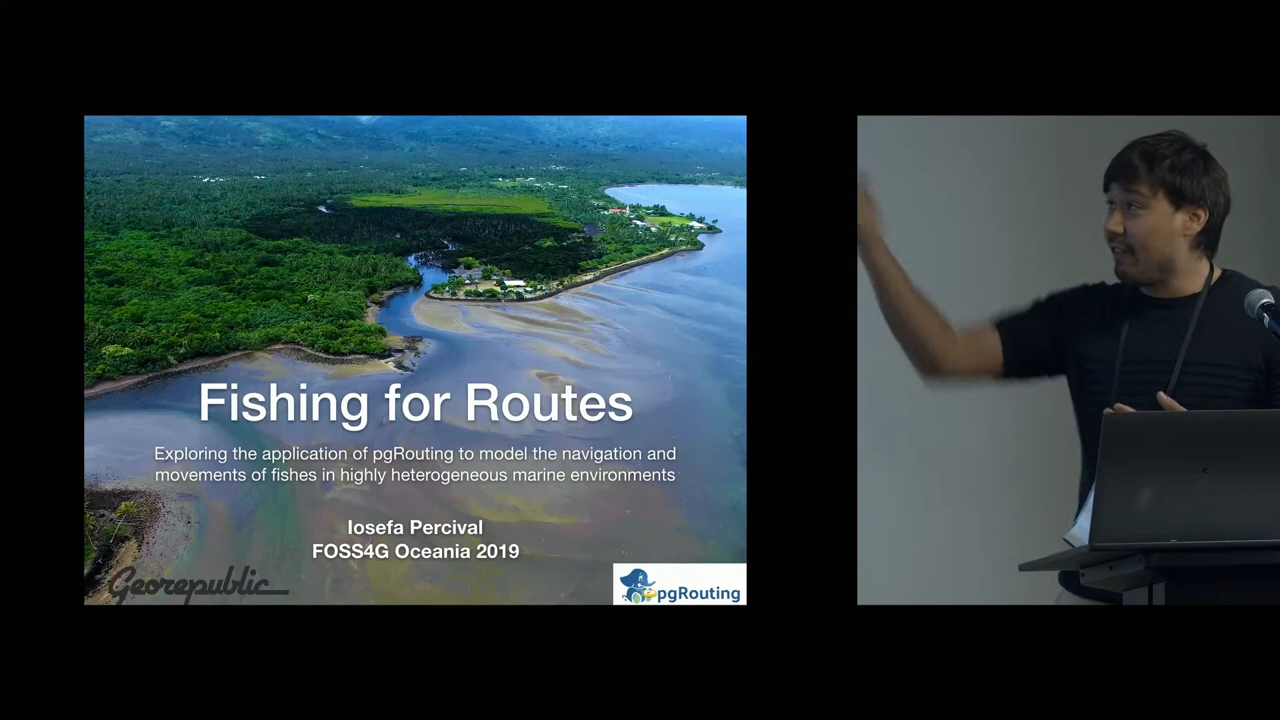 Fishing for Routes
Exploring the application of pgRouting to model the navigation and
movements of fishes in highly heterogeneous marine environments
Iosefa Percival
FOSS4G Oceania 2019
Georepublic
pgRouting